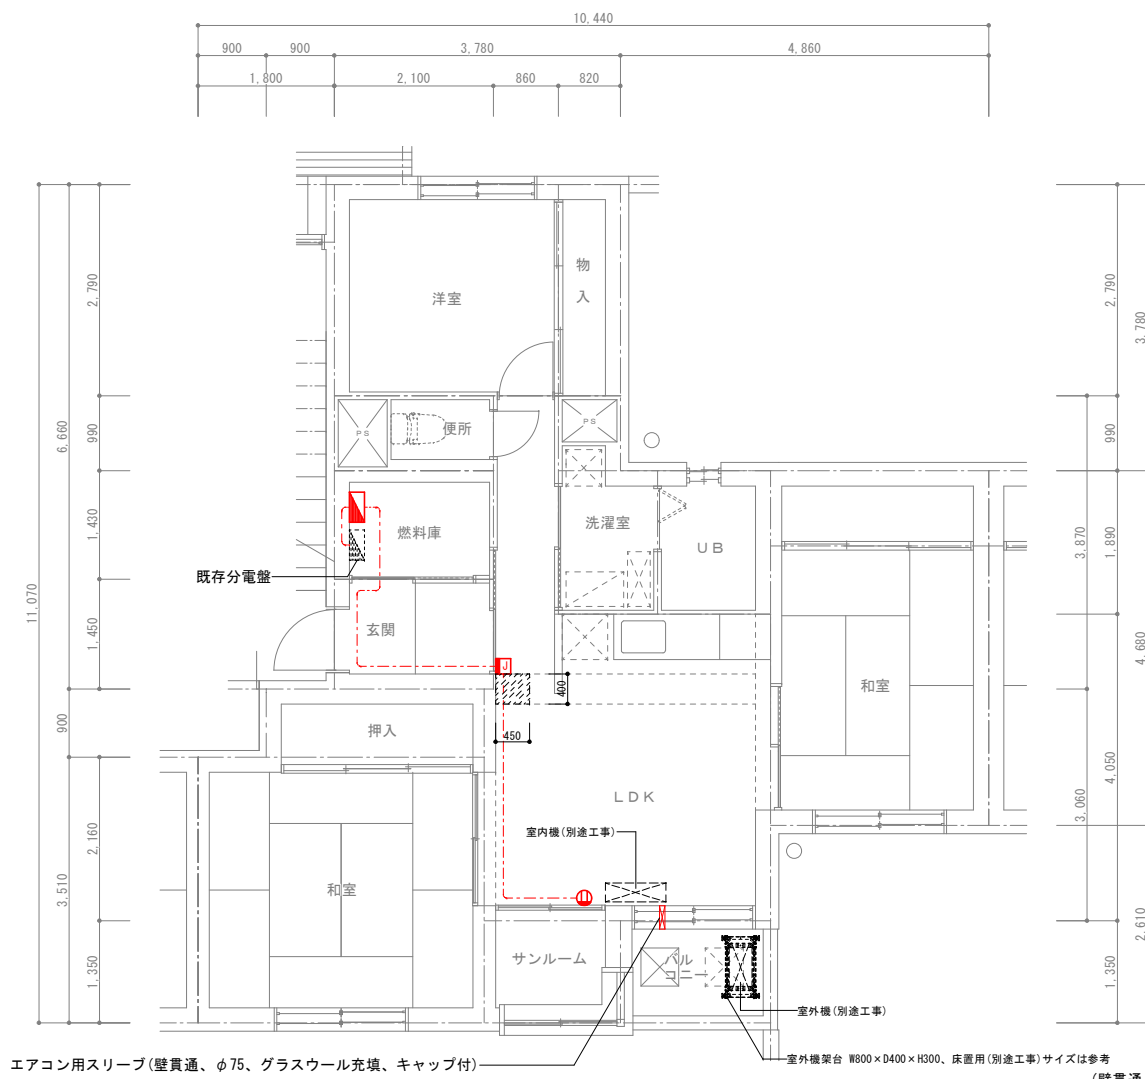 10,440
900
900
3,780
4,860
1,800
2,100
860
820
2,790
990
1,430
1,450
900
2,160
1,350
6,660
3,510
11,070
2,790
990
1,890
4,050
1,350
3,870
3,060
3,780
4,680
2,610
洋室
物
入
PS
便所
PS
燃料庫
洗濯室
UB
既存分電盤
玄関
J
400
450
和室
押入
LDK
室内機(別途工事)
和室
サンルーム
バル
コニー
室外機(別途工事)
エアコン用スリーブ(壁貫通、φ75、グラスウール充填、キャップ付)
室外機架台 W800×D400×H300、床置用(別途工事)サイズは参考
(壁貫通